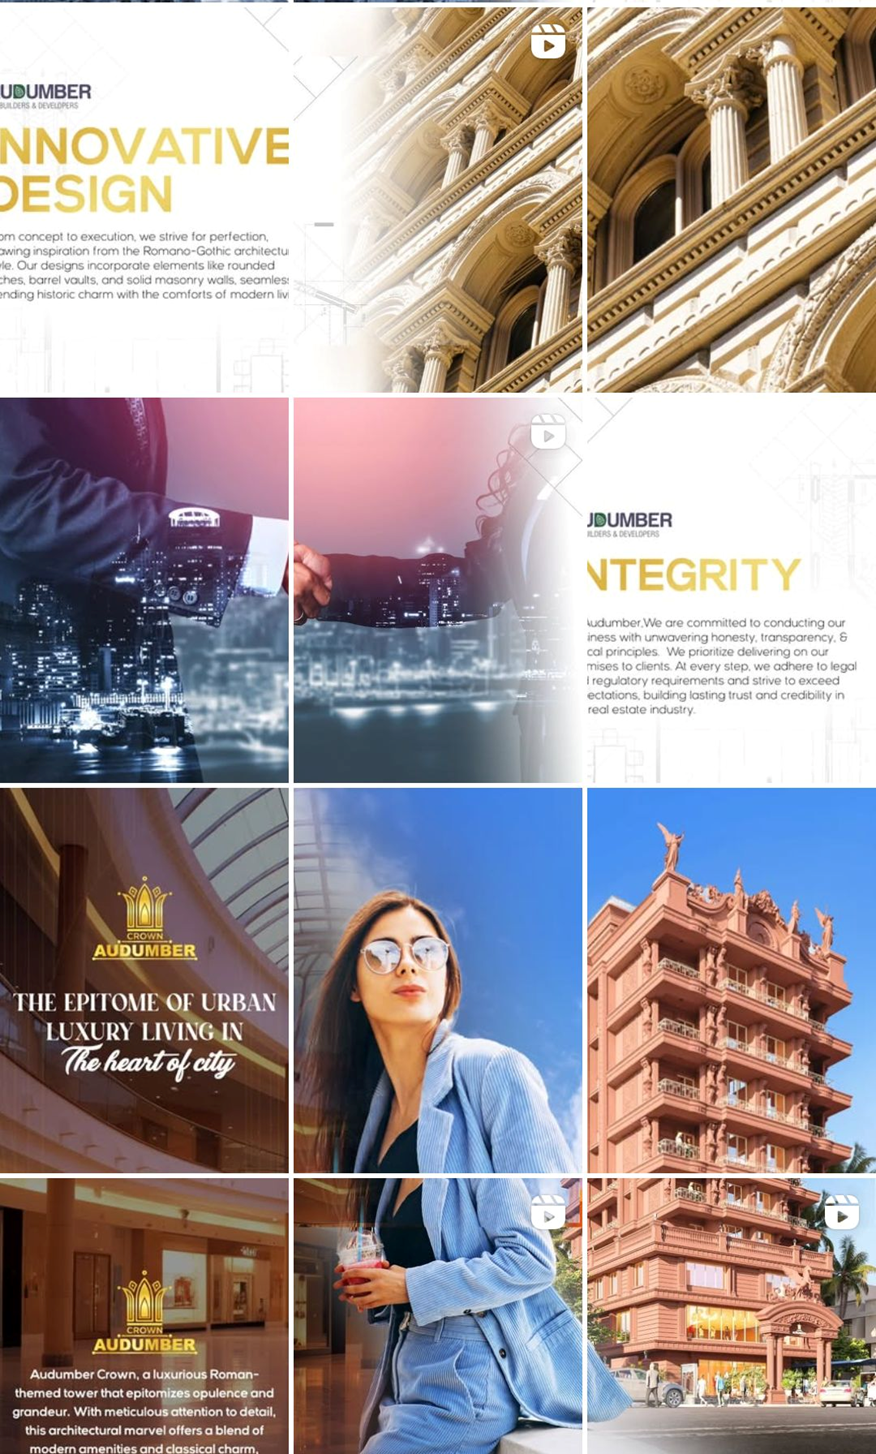 UDUMBER
BUILDERS & DEVELOPERS
NNOVATIVE
DESIGN
om concept to execution, we strive for perfection,
awing inspiration from the Romano-Gothic architectu
le. Our designs incorporate elements like rounded
ches, barrel vaults, and solid masonry walls, seamless
ending historic charm with the comforts of modern livi
UDUMBER
ILDERS & DEVELOPERS
NTEGRITY
udumber,We are committed to conducting our
iness with unwavering honesty, transparency, &
cal principles. We prioritize delivering on our
mises to clients. At every step, we adhere to legal
l regulatory requirements and strive to exceed
ectations, building lasting trust and credibility in
real estate industry.
CROWN
AUDUMBER
THE EPITOME OF URBAN
LUXURY LIVING IN
The heart of city
CROWN
AUDUMBER
Audumber Crown, a luxurious Roman-
themed tower that epitomizes opulence and
grandeur. With meticulous attention to detail,
this architectural marvel offers a blend of
modern amenities and classical charm,